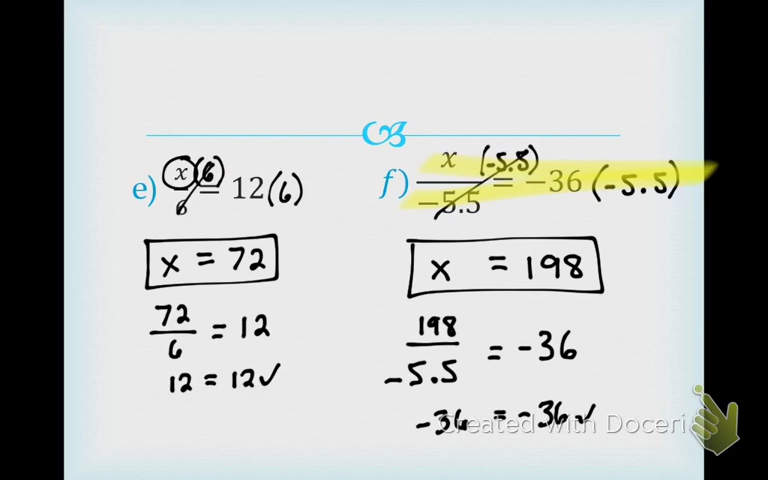 e) x(6)/6 = 12(6)
x = 72
72/6 = 12
12 = 12✓
f) x(-5.5)/−5.5 = −36(-5.5)
x = 198
198/-5.5 = -36
-36 = -36✓
Created with Doceri